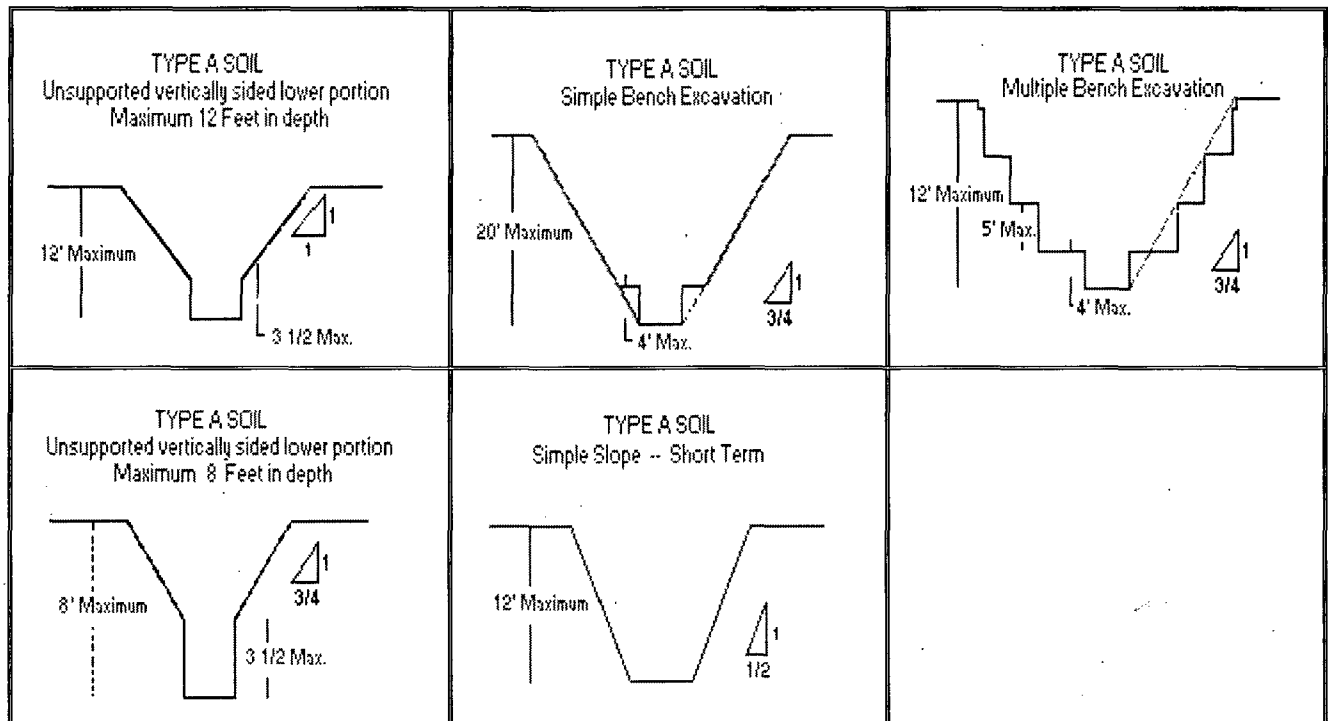 TYPE A SOIL
Unsupported vertically sided lower portion
Maximum 12 Feet in depth
12' Maximum
1
1
3 1/2 Max.
TYPE A SOIL
Simple Bench Excavation
20' Maximum
1
3/4
4' Max.
TYPE A SOIL
Multiple Bench Excavation
12' Maximum
5' Max.
1
3/4
4' Max.
TYPE A SOIL
Unsupported vertically sided lower portion
Maximum 8 Feet in depth
1
3/4
8' Maximum
3 1/2 Max.
TYPE A SOIL
Simple Slope -- Short Term
12' Maximum
1
1/2